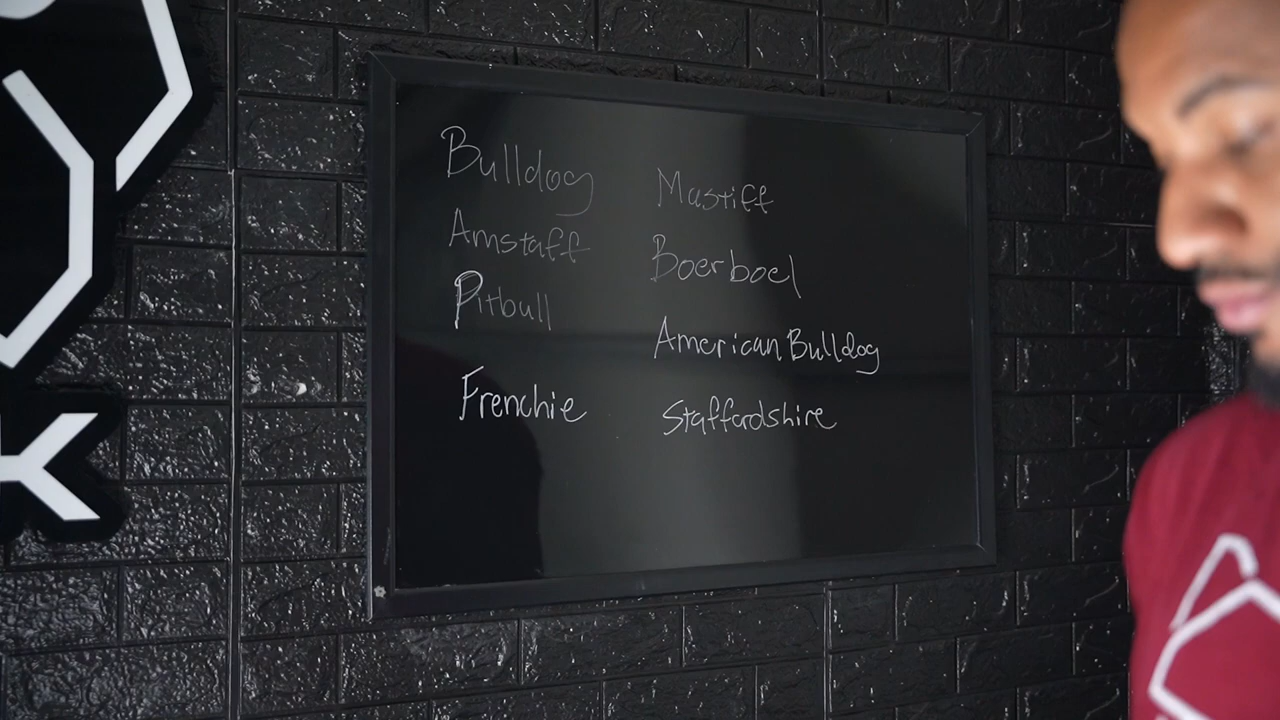 Bulldog
Amstaff
Pitbull
Frenchie
Mastiff
Boerboel
American Bulldog
Staffordshire
K